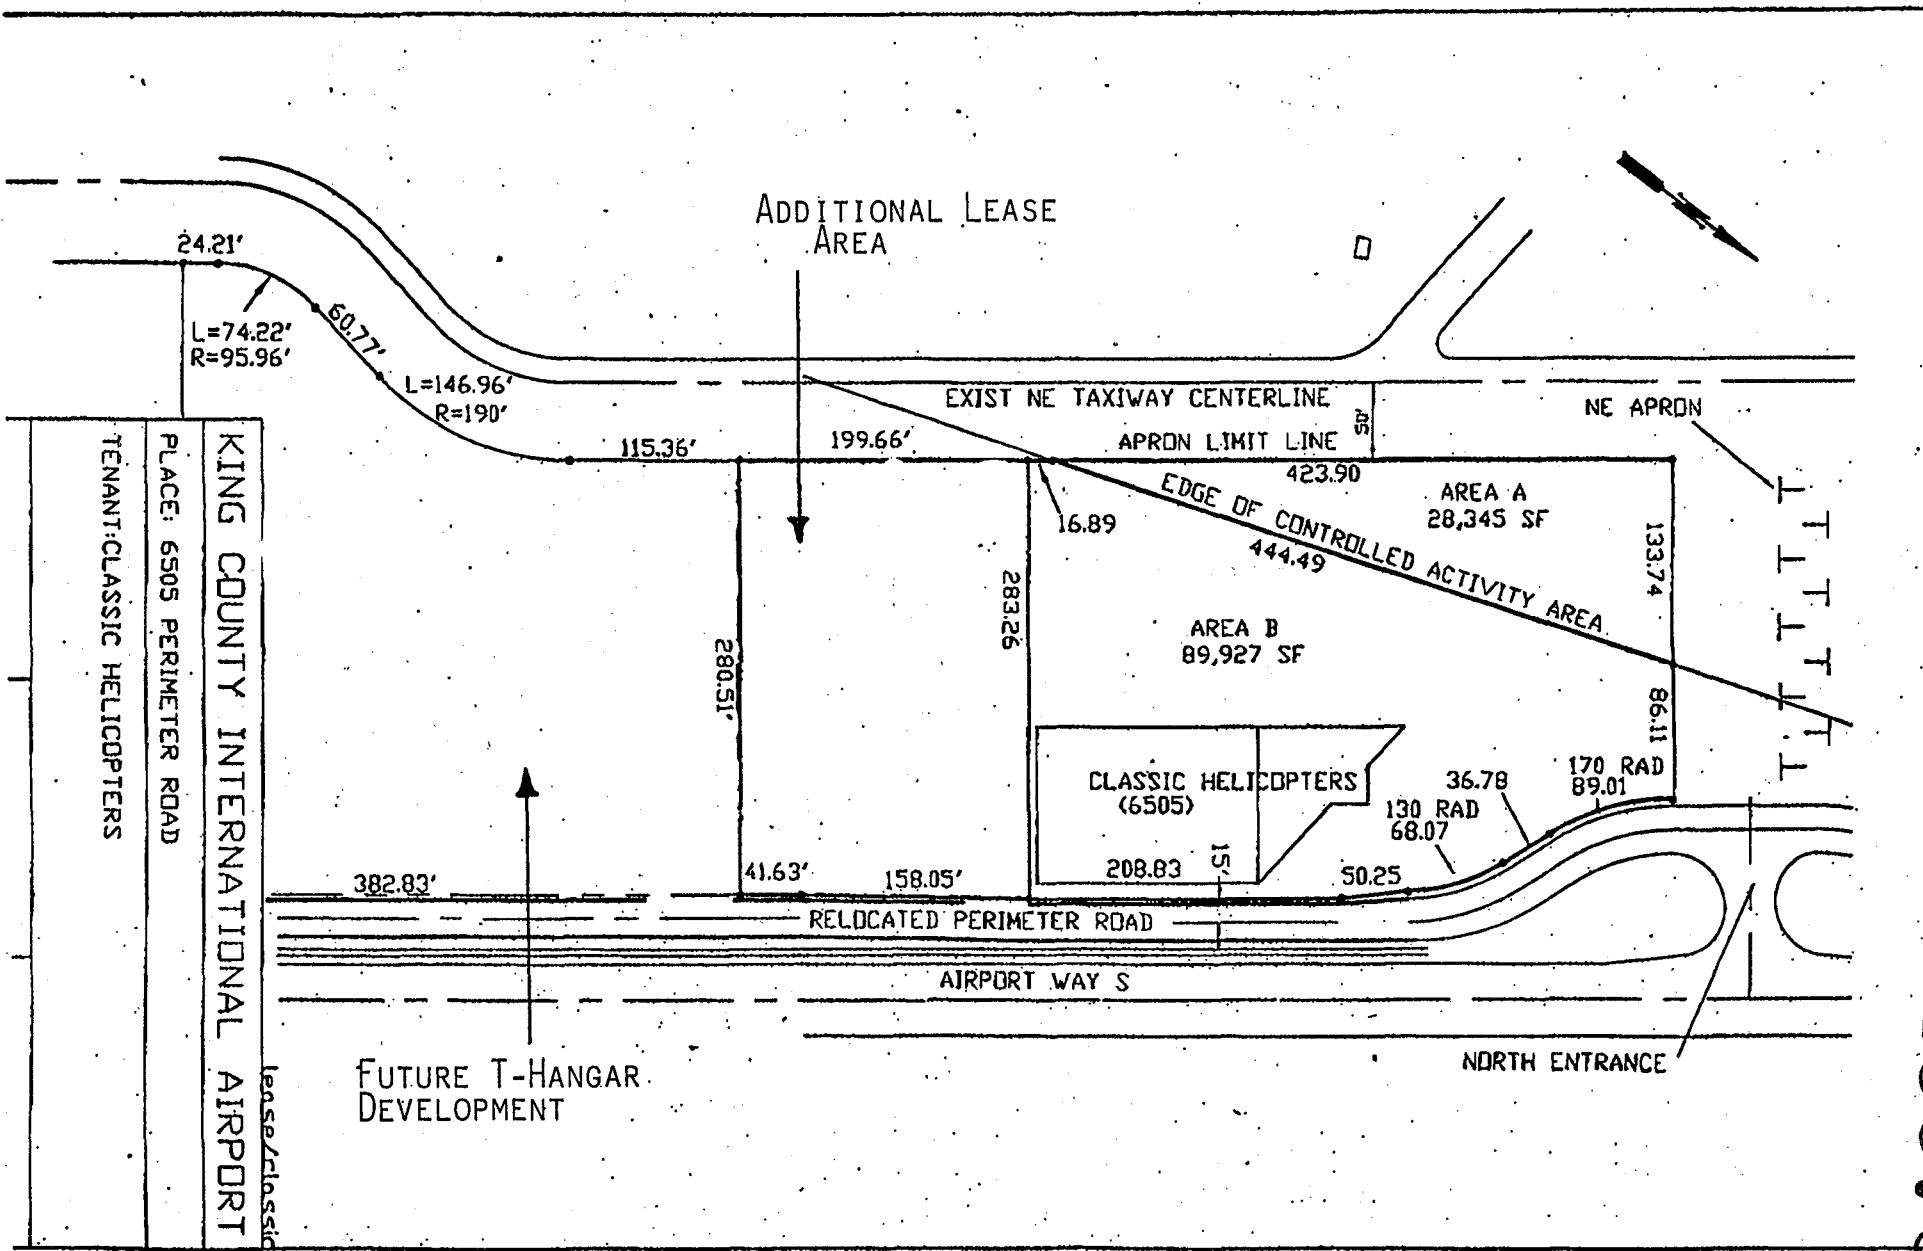 ADDITIONAL LEASE
AREA
24.21'
L=74.22'
R=95.96'
60.77'
L=146.96'
R=190'
115.36'
199.66'
EXIST NE TAXIWAY CENTERLINE
50'
NE APRON
APRON LIMIT LINE
423.90
16.89
EDGE OF CONTROLLED ACTIVITY AREA
444.49
AREA A
28,345 SF
133.74
283.26
280.51'
AREA B
89,927 SF
86.11
CLASSIC HELICOPTERS
(6505)
170 RAD
89.01
36.78
130 RAD
68.07
50.25
208.83
15'
41.63'
158.05'
382.83'
RELOCATED PERIMETER ROAD
AIRPORT WAY S
NORTH ENTRANCE
FUTURE T-HANGAR
DEVELOPMENT
KING COUNTY INTERNATIONAL AIRPORT
PLACE: 6505 PERIMETER ROAD
TENANT:CLASSIC HELICOPTERS
lease/classic